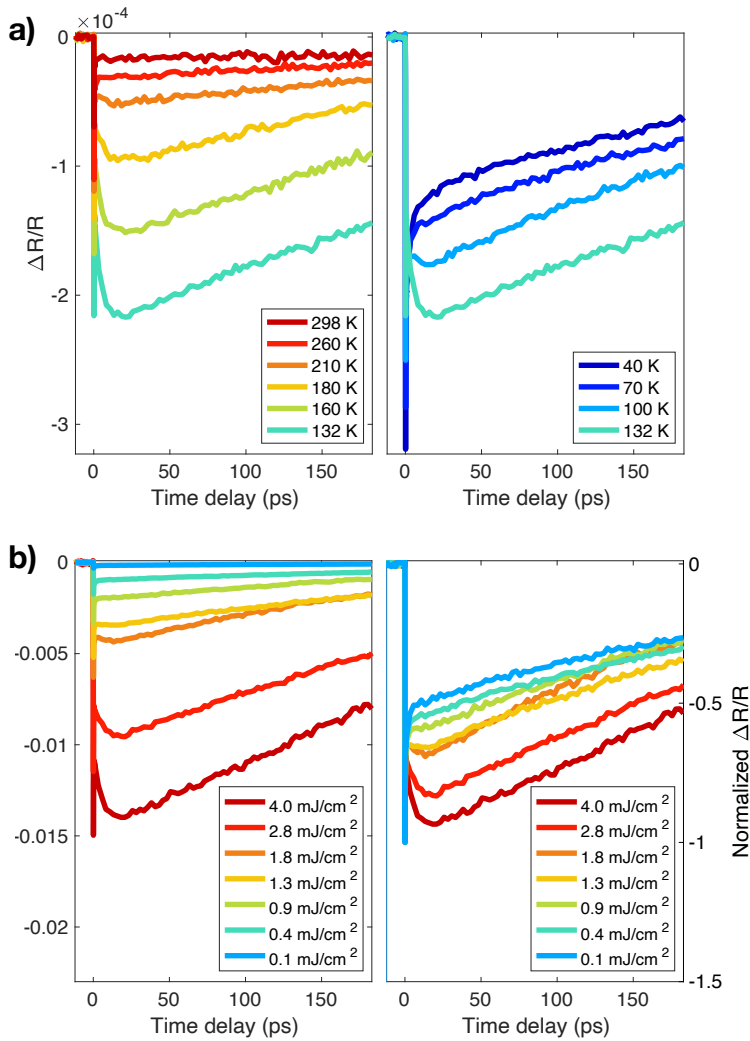 a)
×10⁻⁴
0
-1
-2
-3
ΔR/R
0 50 100 150
Time delay (ps)
298 K
260 K
210 K
180 K
160 K
132 K
0 50 100 150
Time delay (ps)
40 K
70 K
100 K
132 K
b)
0
-0.005
-0.01
-0.015
-0.02
0 50 100 150
Time delay (ps)
4.0 mJ/cm²
2.8 mJ/cm²
1.8 mJ/cm²
1.3 mJ/cm²
0.9 mJ/cm²
0.4 mJ/cm²
0.1 mJ/cm²
0
-0.5
-1
-1.5
Normalized ΔR/R
0 50 100 150
Time delay (ps)
4.0 mJ/cm²
2.8 mJ/cm²
1.8 mJ/cm²
1.3 mJ/cm²
0.9 mJ/cm²
0.4 mJ/cm²
0.1 mJ/cm²